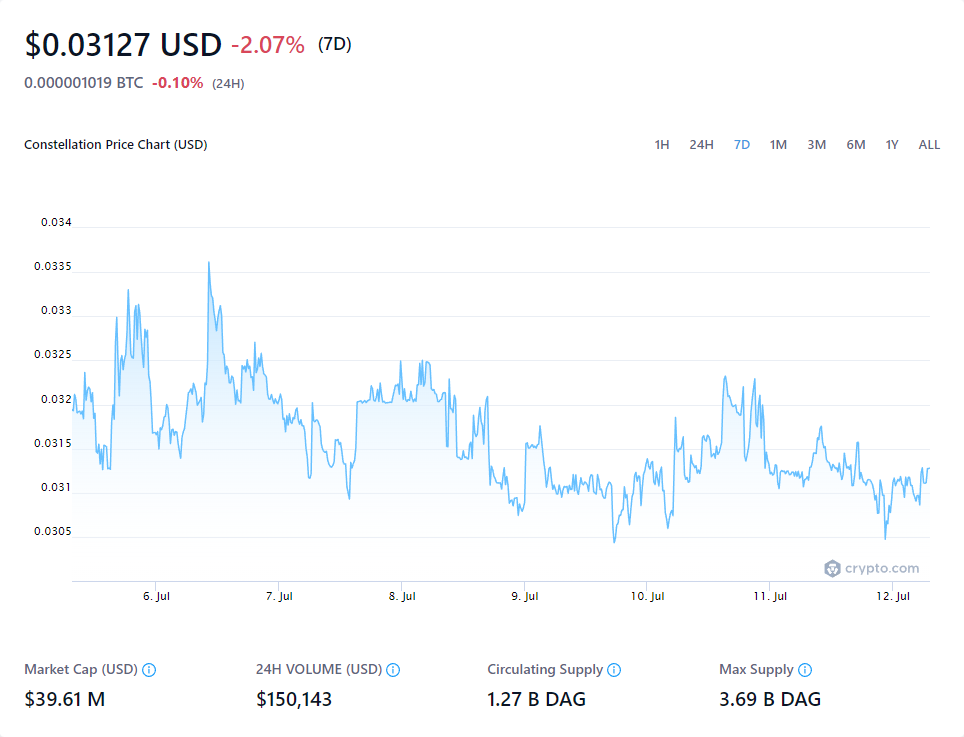 $0.03127 USD -2.07% (7D)
0.000001019 BTC -0.10% (24H)
Constellation Price Chart (USD) 1H 24H 7D 1M 3M 6M 1Y ALL
0.034
0.0335
0.033
0.0325
0.032
0.0315
0.031
0.0305
crypto.com
6. Jul 7. Jul 8. Jul 9. Jul 10. Jul 11. Jul 12. Jul
Market Cap (USD) 24H VOLUME (USD) Circulating Supply Max Supply
$39.61 M $150,143 1.27 B DAG 3.69 B DAG